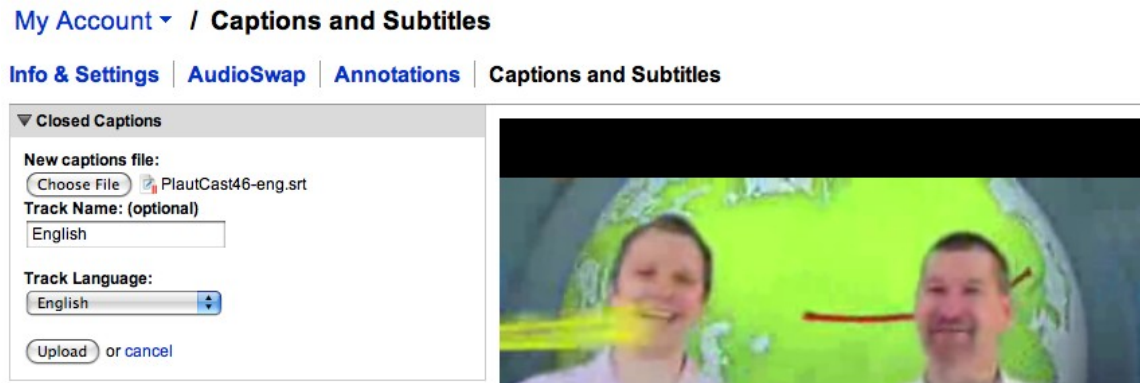 My Account / Captions and Subtitles
Info & Settings AudioSwap Annotations Captions and Subtitles
Closed Captions
New captions file:
Choose File PlautCast46-eng.srt
Track Name: (optional)
English
Track Language:
English
Upload or cancel